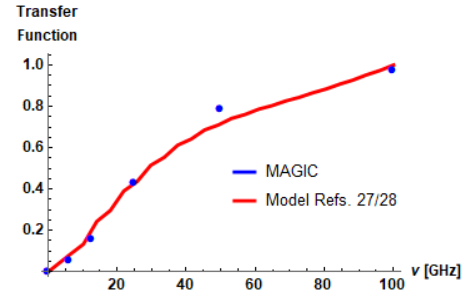 Transfer
Function
1.0
0.8
0.6
0.4
0.2
MAGIC
Model Refs. 27/28
20
40
60
80
100
ν [GHz]